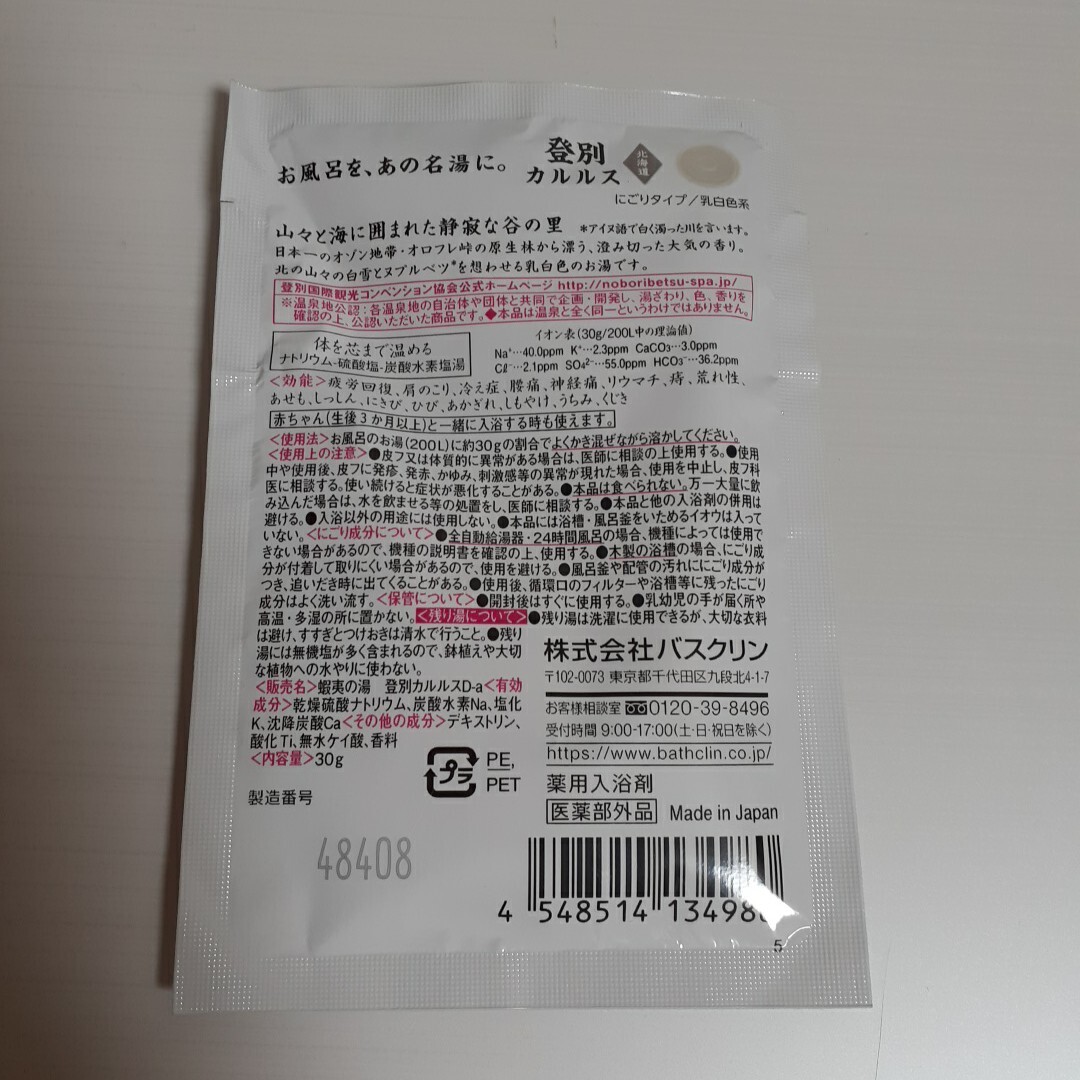 お風呂を、あの名湯に。
登別
カルルス
北海道
にごりタイプ/乳白色系
山々と海に囲まれた静寂な谷の里 *アイヌ語で白く濁った川を言います。
日本一のオゾン地帯・オロフレ峠の原生林から漂う、澄み切った大気の香り。
北の山々の白雪とヌプルペツ*を想わせる乳白色のお湯です。
登別国際観光コンベンション協会公式ホームページ http://noboribetsu-spa.jp/
※温泉地公認:各温泉地の自治体や団体と共同で企画・開発し、湯ざわり、色、香りを
確認の上、公認いただいた商品です。◆本品は温泉と全く同一というわけではありません。
体を芯まで温める
ナトリウム-硫酸塩・炭酸水素塩湯
イオン表(30g/200L中の理論値)
Na⁺…40.0ppm K⁺…2.3ppm CaCO₃…3.0ppm
Cℓ⁻…2.1ppm SO₄²⁻…55.0ppm HCO₃⁻…36.2ppm
<効能>疲労回復、肩のこり、冷え症、腰痛、神経痛、リウマチ、痔、荒れ性、
あせも、しっしん、にきび、ひび、あかぎれ、しもやけ、うちみ、くじき
赤ちゃん(生後3か月以上)と一緒に入浴する時も使えます。
<使用法>お風呂のお湯(200L)に約30gの割合でよくかき混ぜながら溶かしてください。
<使用上の注意>●皮フ又は体質的に異常がある場合は、医師に相談の上使用する。●使用
中や使用後、皮フに発疹、発赤、かゆみ、刺激感等の異常が現れた場合、使用を中止し、皮フ科
医に相談する。使い続けると症状が悪化することがある。●本品は食べられない。万一大量に飲
み込んだ場合は、水を飲ませる等の処置をし、医師に相談する。●本品と他の入浴剤の併用は
避ける。●入浴以外の用途には使用しない。●本品には浴槽・風呂釜をいためるイオウは入って
いない。<にごり成分について>●全自動給湯器・24時間風呂の場合、機種によっては使用で
きない場合があるので、機種の説明書を確認の上、使用する。●木製の浴槽の場合、にごり成
分が付着して取りにくい場合があるので、使用を避ける。●風呂釜や配管の汚れににごり成分が
つき、追いだき時に出てくることがある。●使用後、循環口のフィルターや浴槽等に残ったにごり
成分はよく洗い流す。<保管について>●開封後はすぐに使用する。●乳幼児の手が届く所や
高温・多湿の所に置かない。<残り湯について>●残り湯は洗濯に使用できるが、大切な衣料
は避け、すすぎとつけおきは清水で行うこと。●残り
湯には無機塩が多く含まれるので、鉢植えや大切
な植物への水やりに使わない。
<販売名>蝦夷の湯 登別カルルスD-a<有効
成分>乾燥硫酸ナトリウム、炭酸水素Na、塩化
K、沈降炭酸Ca<その他の成分>デキストリン、
酸化Ti、無水ケイ酸、香料
<内容量>30g
プラ
PE,
PET
製造番号
48408
株式会社バスクリン
〒102-0073 東京都千代田区九段北4-1-7
お客様相談室 0120-39-8496
受付時間 9:00-17:00(土・日・祝日を除く)
https://www.bathclin.co.jp/
薬用入浴剤
医薬部外品 Made in Japan
4 548514 13498
5